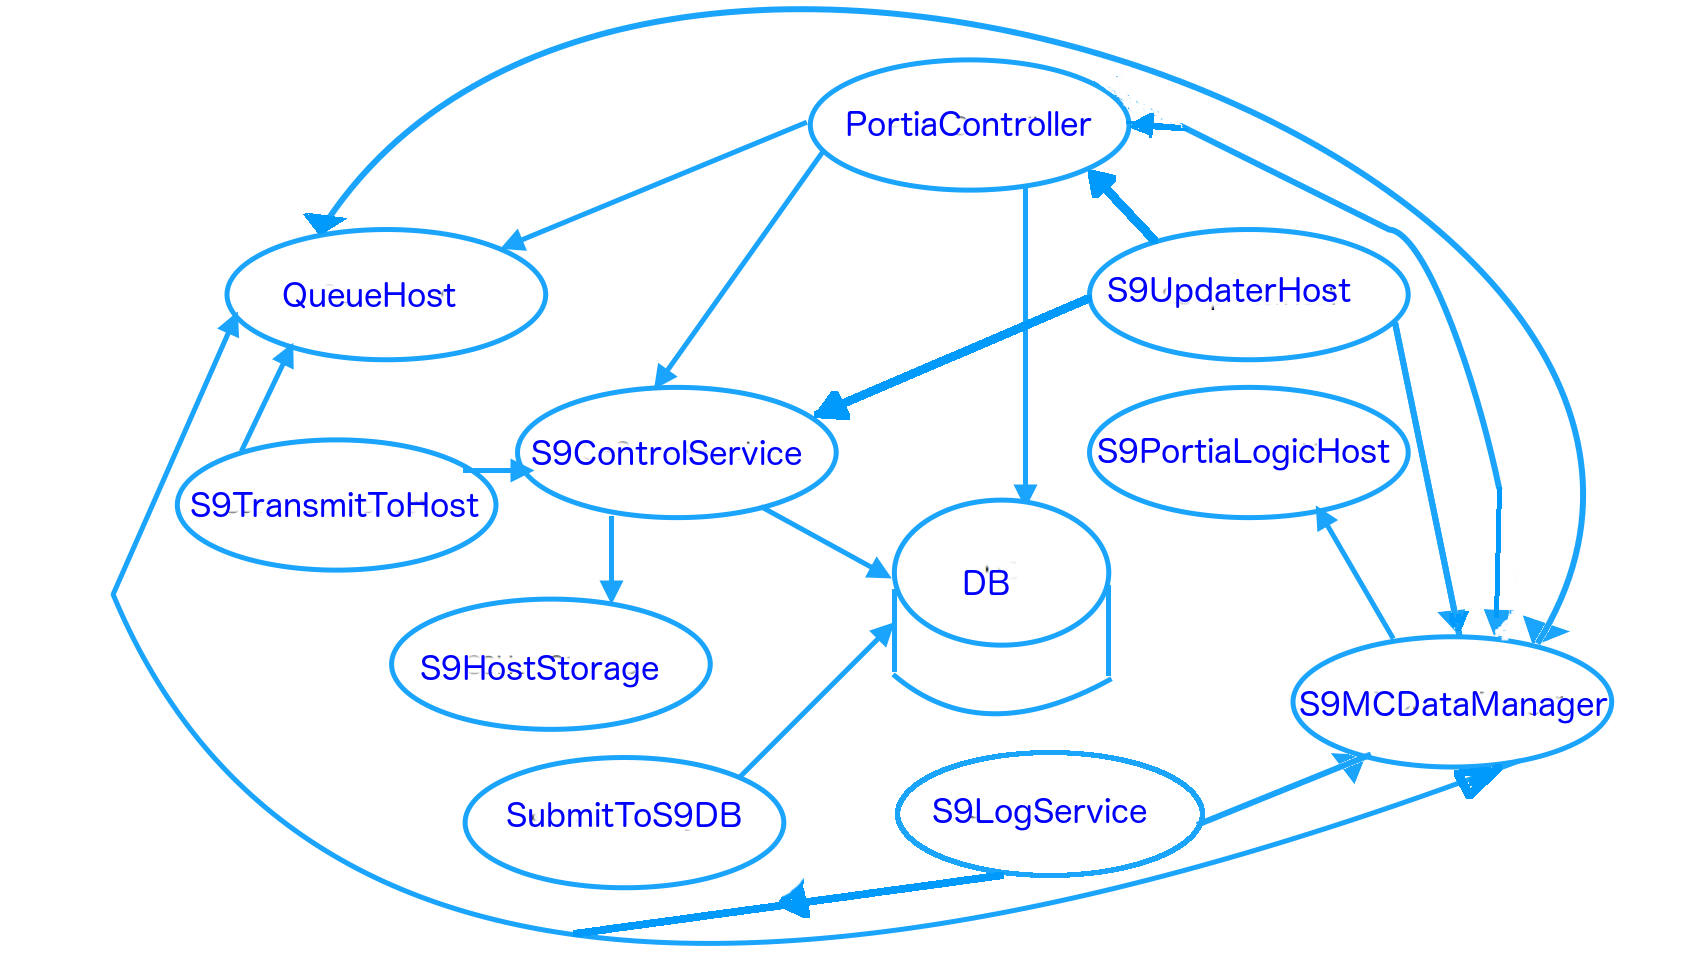 PortiaController
QueueHost
S9UpdaterHost
S9ControlService
S9PortiaLogicHost
S9TransmitToHost
DB
S9HostStorage
S9MCDataManager
SubmitToS9DB
S9LogService